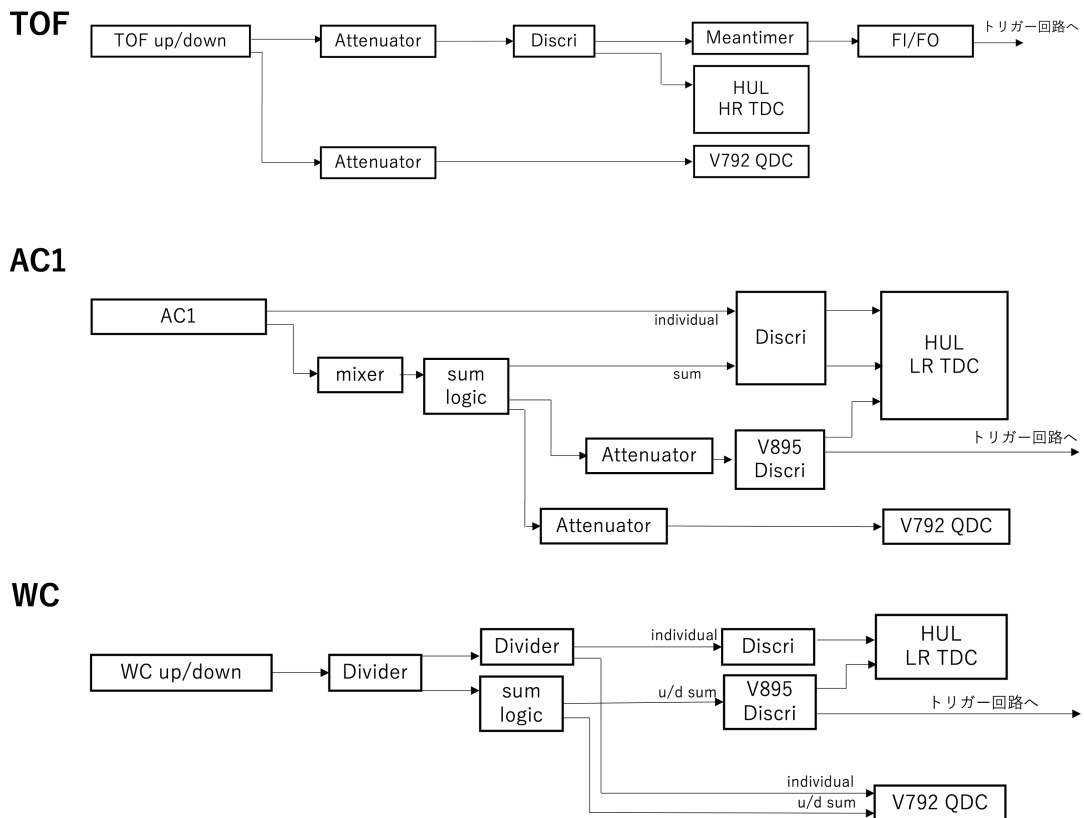 TOF
TOF up/down
Attenuator
Discri
Meantimer
FI/FO
トリガー回路へ
HUL
HR TDC
Attenuator
V792 QDC
AC1
AC1
individual
Discri
HUL
LR TDC
mixer
sum
logic
sum
Attenuator
V895
Discri
トリガー回路へ
Attenuator
V792 QDC
WC
WC up/down
Divider
Divider
individual
Discri
HUL
LR TDC
sum
logic
u/d sum
V895
Discri
トリガー回路へ
individual
u/d sum
V792 QDC